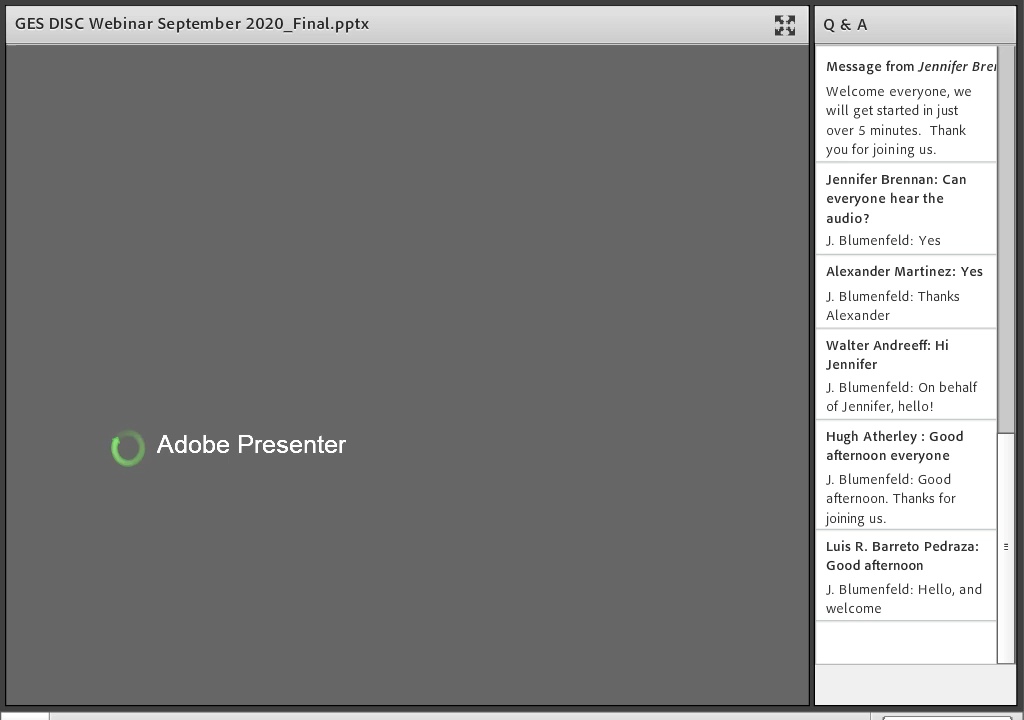 GES DISC Webinar September 2020_Final.pptx
Q & A
Message from Jennifer
Welcome everyone, we
will get started in just
over 5 minutes.  Thank
you for joining us.
Jennifer Brennan: Can
everyone hear the
audio?
J. Blumenfeld: Yes
Alexander Martinez: Yes
J. Blumenfeld: Thanks
Alexander
Walter Andreeff: Hi
Jennifer
J. Blumenfeld: On behalf
of Jennifer, hello!
Hugh Atherley : Good
afternoon everyone
J. Blumenfeld: Good
afternoon. Thanks for
joining us.
Luis R. Barreto Pedraza:
Good afternoon
J. Blumenfeld: Hello, and
welcome
Adobe Presenter